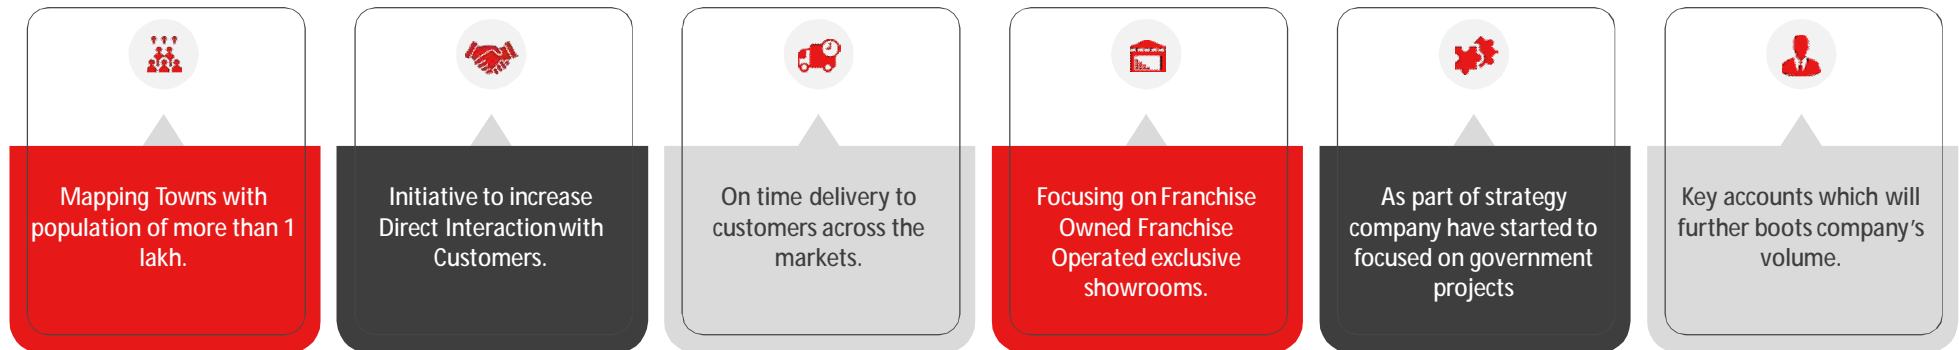 Mapping Towns with
population of more than 1
lakh.
Initiative to increase
Direct Interaction with
Customers.
On time delivery to
customers across the
markets.
Focusing on Franchise
Owned Franchise
Operated exclusive
showrooms.
As part of strategy
company have started to
focused on government
projects
Key accounts which will
further boots company's
volume.